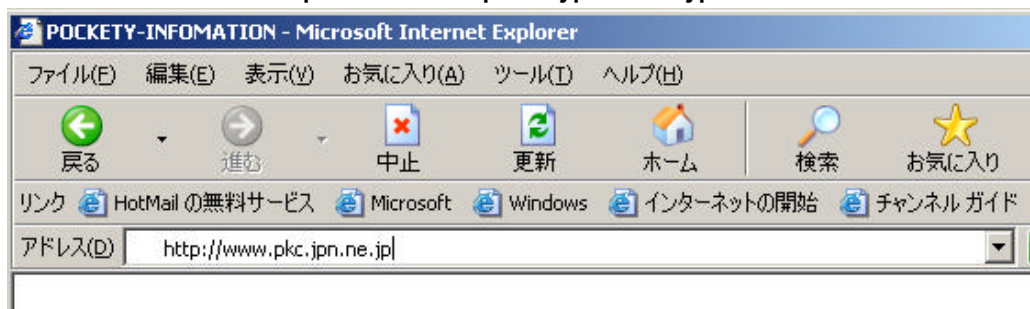 POCKETY-INFOMATION - Microsoft Internet Explorer
ファイル(F) 編集(E) 表示(V) お気に入り(A) ツール(T) ヘルプ(H)
戻る 進む 中止 更新 ホーム 検索 お気に入り
リンク HotMail の無料サービス Microsoft Windows インターネットの開始 チャンネル ガイド
アドレス(D) http://www.pkc.jpn.ne.jp